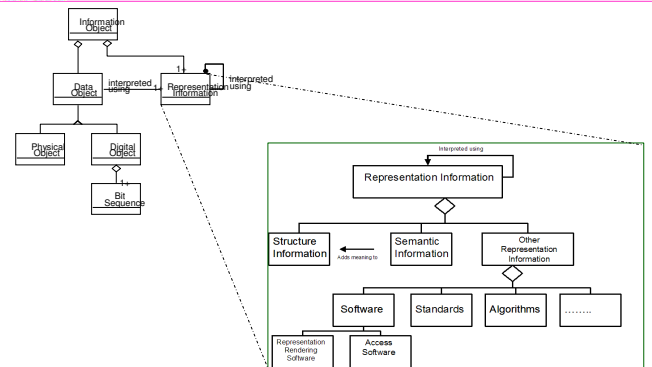 Information
Object
1+
interpreted
using
Data
Object
interpreted
using
1+
Representation
Information
Physical
Object
Digital
Object
1+
Bit
Sequence
Interpreted using
Representation Information
Structure
Information
Adds meaning to
Semantic
Information
Other
Representation
Information
Software
Standards
Algorithms
........
Representation
Rendering
Software
Access
Software